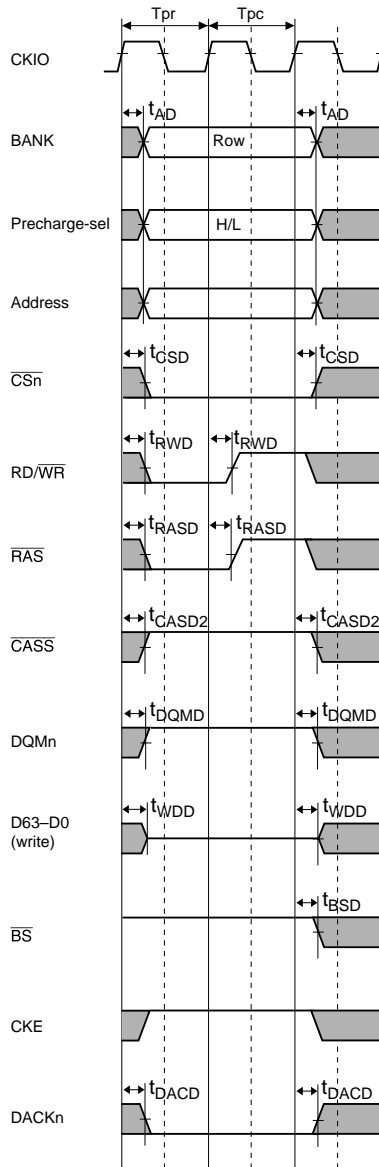 Tpr Tpc
CKIO
tAD tAD
BANK Row
Precharge-sel H/L
Address
CSn tCSD tCSD
RD/WR tRWD tRWD
RAS tRASD tRASD
CASS tCASD2 tCASD2
DQMn tDQMD tDQMD
D63–D0 tWDD tWDD
(write)
BS tBSD
CKE
DACKn tDACD tDACD